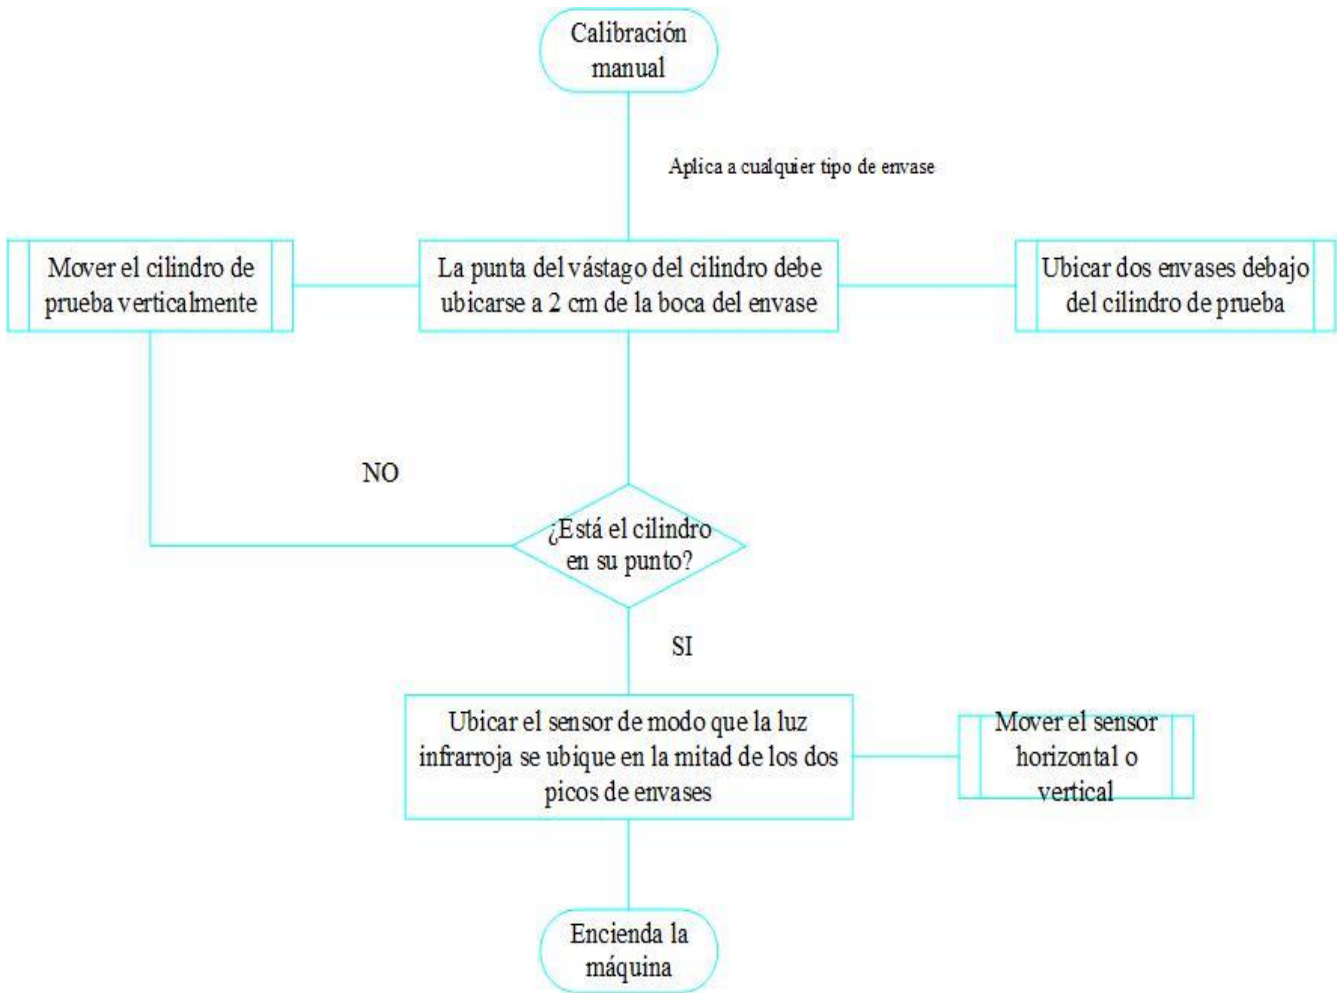 Calibración
manual
Aplica a cualquier tipo de envase
Mover el cilindro de
prueba verticalmente
La punta del vástago del cilindro debe
ubicarse a 2 cm de la boca del envase
Ubicar dos envases debajo
del cilindro de prueba
NO
¿Está el cilindro
en su punto?
SI
Ubicar el sensor de modo que la luz
infrarroja se ubique en la mitad de los dos
picos de envases
Mover el sensor
horizontal o
vertical
Encienda la
máquina